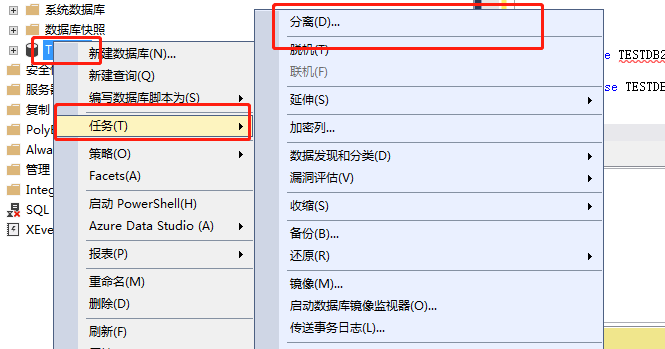 系统数据库
数据库快照
T
安全
服务器
复制
PolyB
Alwa
管理
Integ
SQL
XEve
新建数据库(N)...
新建查询(Q)
编写数据库脚本为(S)
任务(T)
策略(O)
Facets(A)
启动 PowerShell(H)
Azure Data Studio (A)
报表(P)
重命名(M)
删除(D)
刷新(F)
分离(D)...
脱机(T)
联机(F)
延伸(S)
加密列...
数据发现和分类(D)
漏洞评估(V)
收缩(S)
备份(B)...
还原(R)
镜像(M)...
启动数据库镜像监视器(O)...
传送事务日志(L)...
e TESTDB2
se TESTDE